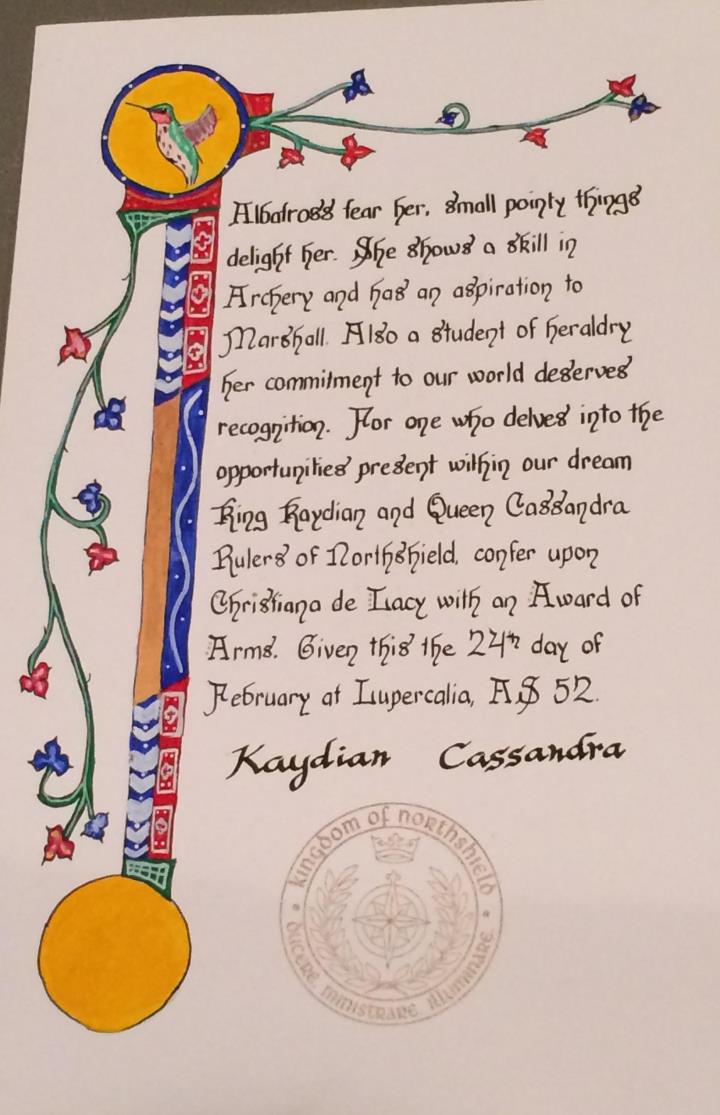 Albatross fear her, small pointy things
delight her. She shows a skill in
Archery and has an aspiration to
Marshall. Also a student of heraldry
her commitment to our world deserves
recognition. For one who delves into the
opportunities present within our dream
King Kaydian and Queen Cassandra
Rulers of Northshield, confer upon
Christiana de Lacy with an Award of
Arms. Given this the 24th day of
February at Lupercalia, AS 52.
Kaydian Cassandra
kingdom of northshield
ducere, ministrare, illuminare